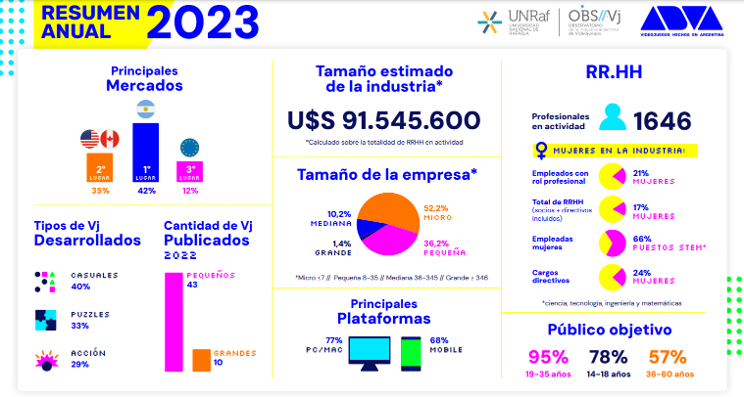 RESUMEN
ANUAL 2023
UNRaf
UNIVERSIDAD
NACIONAL DE
RAFAELA
OBS//Vj
OBSERVATORIO
ADVA
VIDEOJUEGOS HECHOS EN ARGENTINA
Principales
Mercados
2°
LUGAR
35%
1°
LUGAR
42%
3°
LUGAR
12%
Tipos de Vj
Desarrollados
CASUALES
40%
PUZZLES
33%
ACCIÓN
29%
Cantidad de Vj
Publicados
2022
PEQUEÑOS
43
GRANDES
10
Tamaño estimado
de la industria*
U$S 91.545.600
*Calculado sobre la totalidad de RRHH en actividad
Tamaño de la empresa*
10,2%
MEDIANA
1,4%
GRANDE
52,2%
MICRO
36,2%
PEQUEÑA
*Micro ≤7 // Pequeña 8-35 // Mediana 36-345 // Grande ≥ 346
Principales
Plataformas
77%
PC/MAC
68%
MOBILE
RR.HH
Profesionales
en actividad
1646
MUJERES EN LA INDUSTRIA:
Empleados con
rol profesional
21%
MUJERES
Total de RRHH
(socios + directivos
incluidos)
17%
MUJERES
Empleadas
mujeres
66%
PUESTOS STEM*
Cargos
directivos
24%
MUJERES
*ciencia, tecnología, ingeniería y matemáticas
Público objetivo
95%
19-35 años
78%
14-18 años
57%
36-60 años